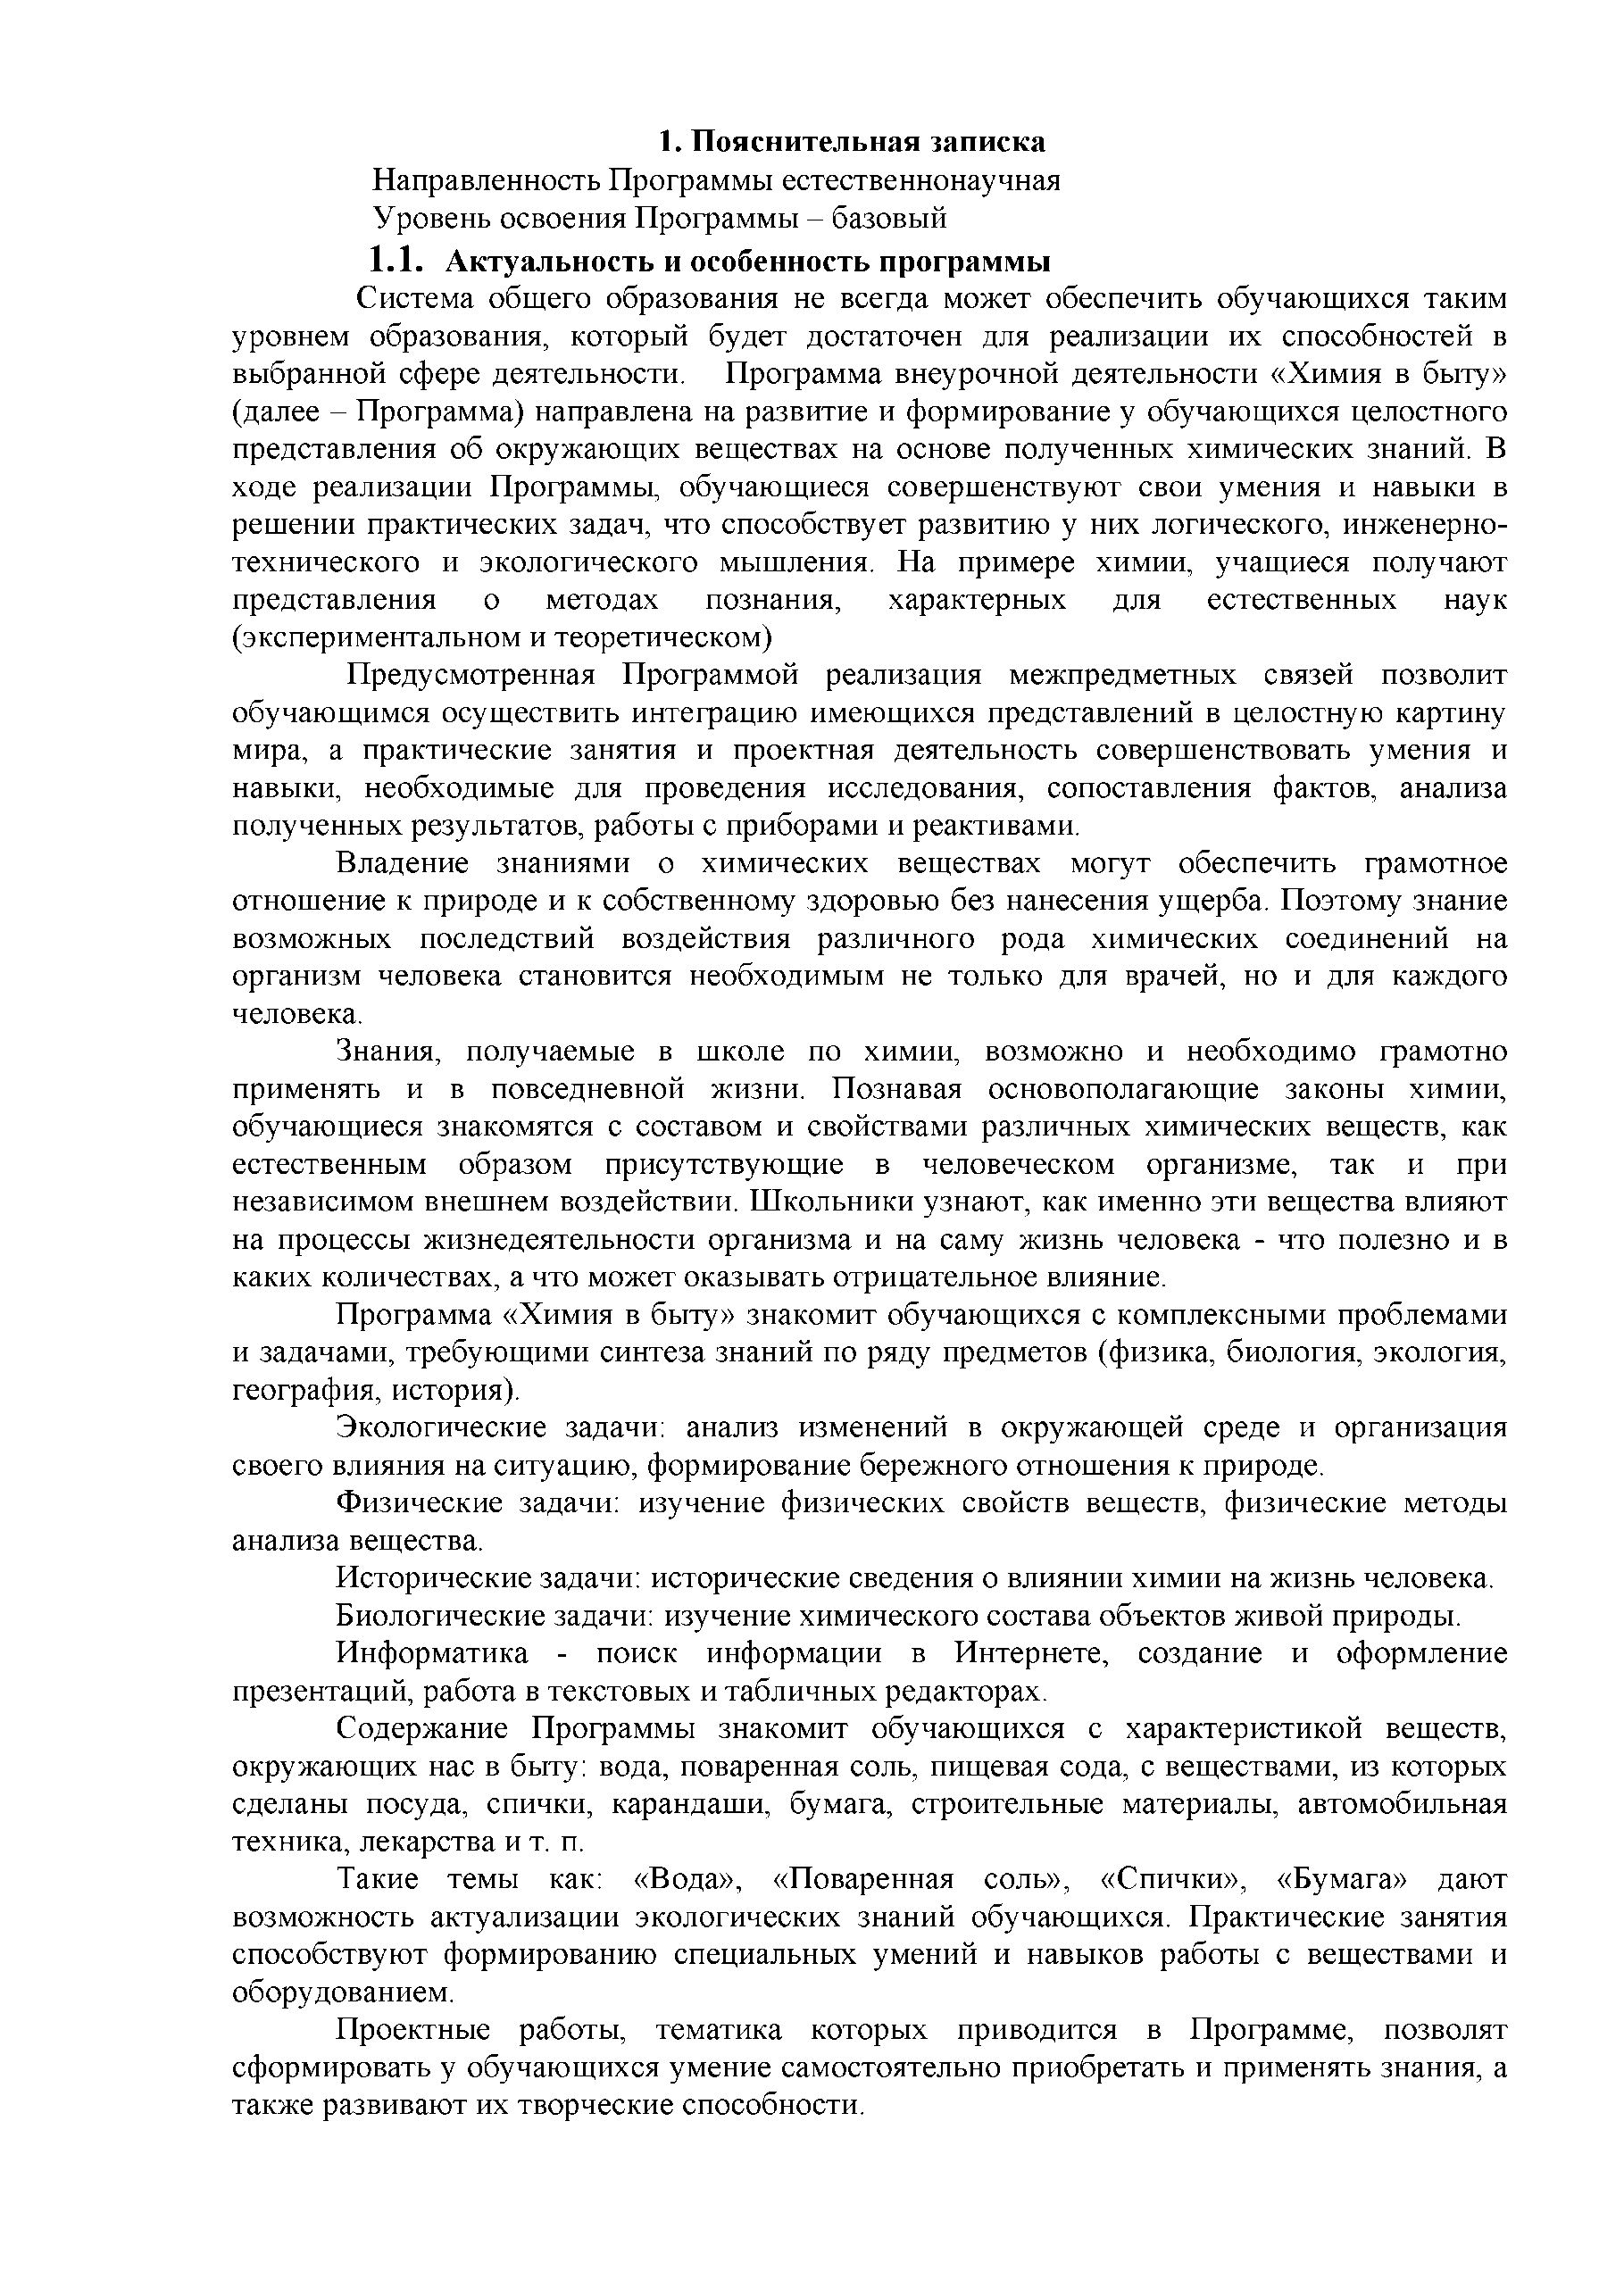 1. Пояснительная записка
Направленность Программы естественнонаучная
Уровень освоения Программы – базовый
1.1. Актуальность и особенность программы
Система общего образования не всегда может обеспечить обучающихся таким
уровнем образования, который будет достаточен для реализации их способностей в
выбранной сфере деятельности. Программа внеурочной деятельности «Химия в быту»
(далее – Программа) направлена на развитие и формирование у обучающихся целостного
представления об окружающих веществах на основе полученных химических знаний. В
ходе реализации Программы, обучающиеся совершенствуют свои умения и навыки в
решении практических задач, что способствует развитию у них логического, инженерно-
технического и экологического мышления. На примере химии, учащиеся получают
представления о методах познания, характерных для естественных наук
(экспериментальном и теоретическом)
Предусмотренная Программой реализация межпредметных связей позволит
обучающимся осуществить интеграцию имеющихся представлений в целостную картину
мира, а практические занятия и проектная деятельность совершенствовать умения и
навыки, необходимые для проведения исследования, сопоставления фактов, анализа
полученных результатов, работы с приборами и реактивами.
Владение знаниями о химических веществах могут обеспечить грамотное
отношение к природе и к собственному здоровью без нанесения ущерба. Поэтому знание
возможных последствий воздействия различного рода химических соединений на
организм человека становится необходимым не только для врачей, но и для каждого
человека.
Знания, получаемые в школе по химии, возможно и необходимо грамотно
применять и в повседневной жизни. Познавая основополагающие законы химии,
обучающиеся знакомятся с составом и свойствами различных химических веществ, как
естественным образом присутствующие в человеческом организме, так и при
независимом внешнем воздействии. Школьники узнают, как именно эти вещества влияют
на процессы жизнедеятельности организма и на саму жизнь человека - что полезно и в
каких количествах, а что может оказывать отрицательное влияние.
Программа «Химия в быту» знакомит обучающихся с комплексными проблемами
и задачами, требующими синтеза знаний по ряду предметов (физика, биология, экология,
география, история).
Экологические задачи: анализ изменений в окружающей среде и организация
своего влияния на ситуацию, формирование бережного отношения к природе.
Физические задачи: изучение физических свойств веществ, физические методы
анализа вещества.
Исторические задачи: исторические сведения о влиянии химии на жизнь человека.
Биологические задачи: изучение химического состава объектов живой природы.
Информатика - поиск информации в Интернете, создание и оформление
презентаций, работа в текстовых и табличных редакторах.
Содержание Программы знакомит обучающихся с характеристикой веществ,
окружающих нас в быту: вода, поваренная соль, пищевая сода, с веществами, из которых
сделаны посуда, спички, карандаши, бумага, строительные материалы, автомобильная
техника, лекарства и т. п.
Такие темы как: «Вода», «Поваренная соль», «Спички», «Бумага» дают
возможность актуализации экологических знаний обучающихся. Практические занятия
способствуют формированию специальных умений и навыков работы с веществами и
оборудованием.
Проектные работы, тематика которых приводится в Программе, позволят
сформировать у обучающихся умение самостоятельно приобретать и применять знания, а
также развивают их творческие способности.